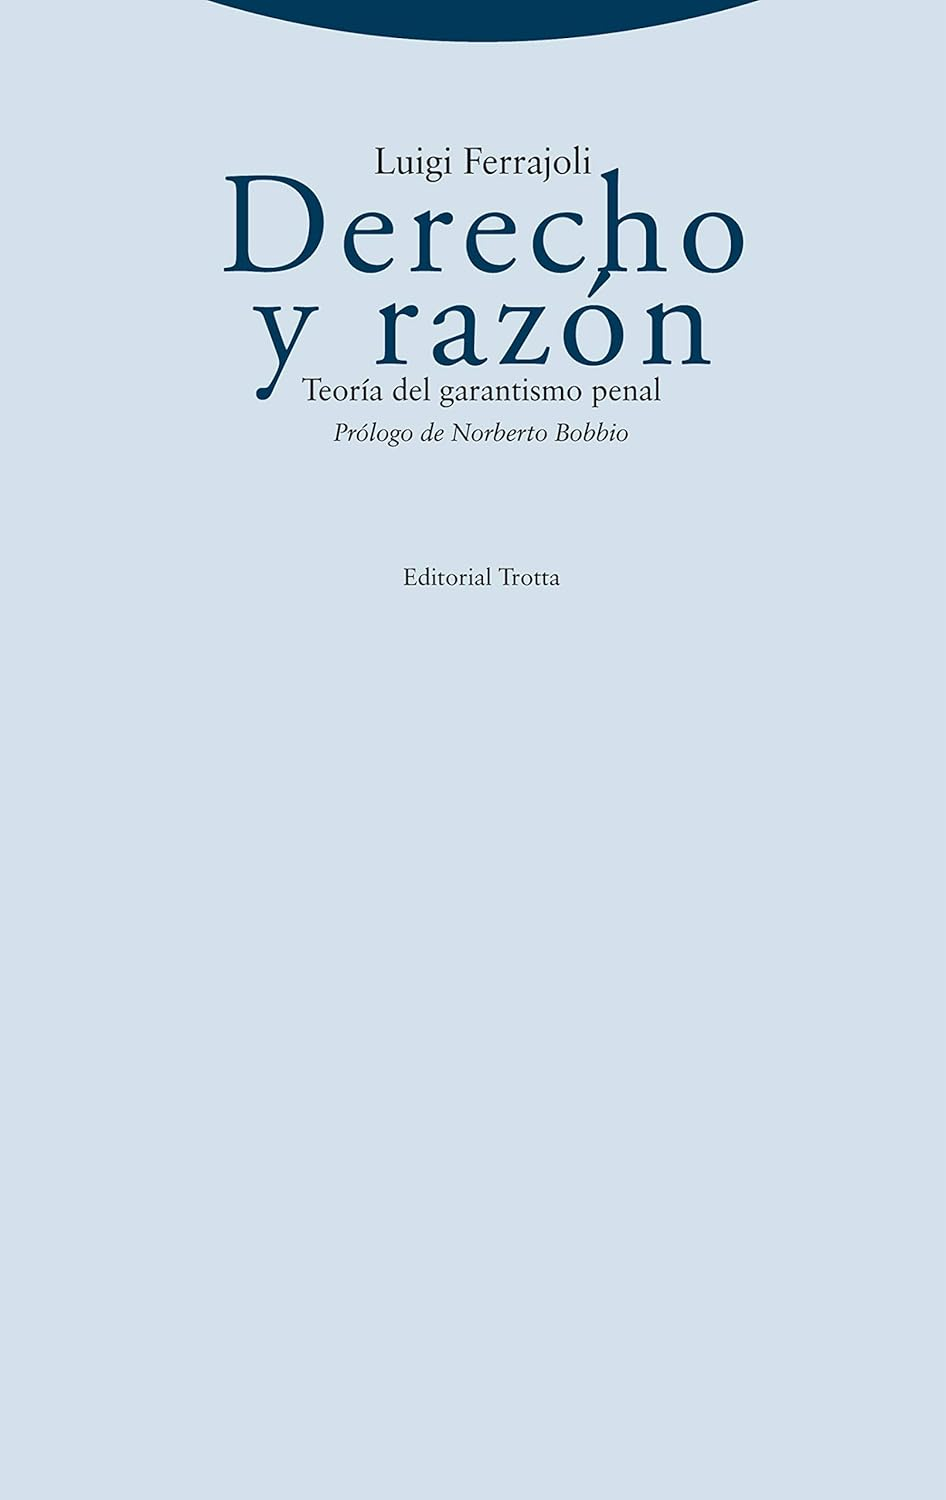 Luigi Ferrajoli
Derecho
y razón
Teoría del garantismo penal
Prólogo de Norberto Bobbio
Editorial Trotta